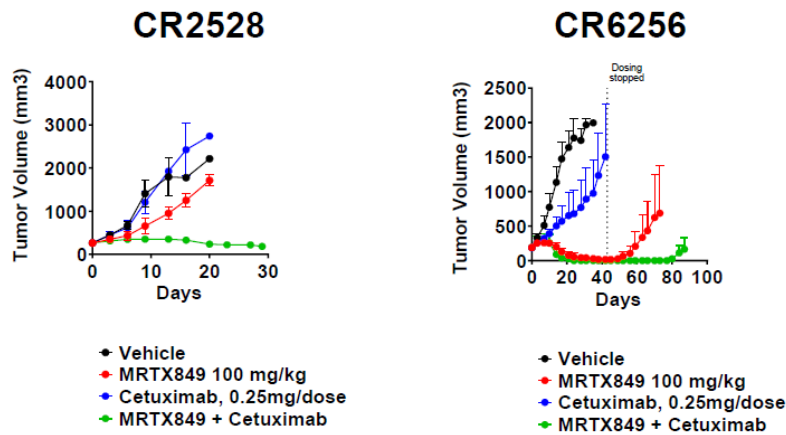 CR2528
CR6256
Tumor Volume (mm3)
4000
3000
2000
1000
0
0
10
20
30
Days
Vehicle
MRTX849 100 mg/kg
Cetuximab, 0.25mg/dose
MRTX849 + Cetuximab
Dosing
stopped
Tumor Volume (mm3)
2500
2000
1500
1000
500
0
0
20
40
60
80
100
Days
Vehicle
MRTX849 100 mg/kg
Cetuximab, 0.25mg/dose
MRTX849 + Cetuximab